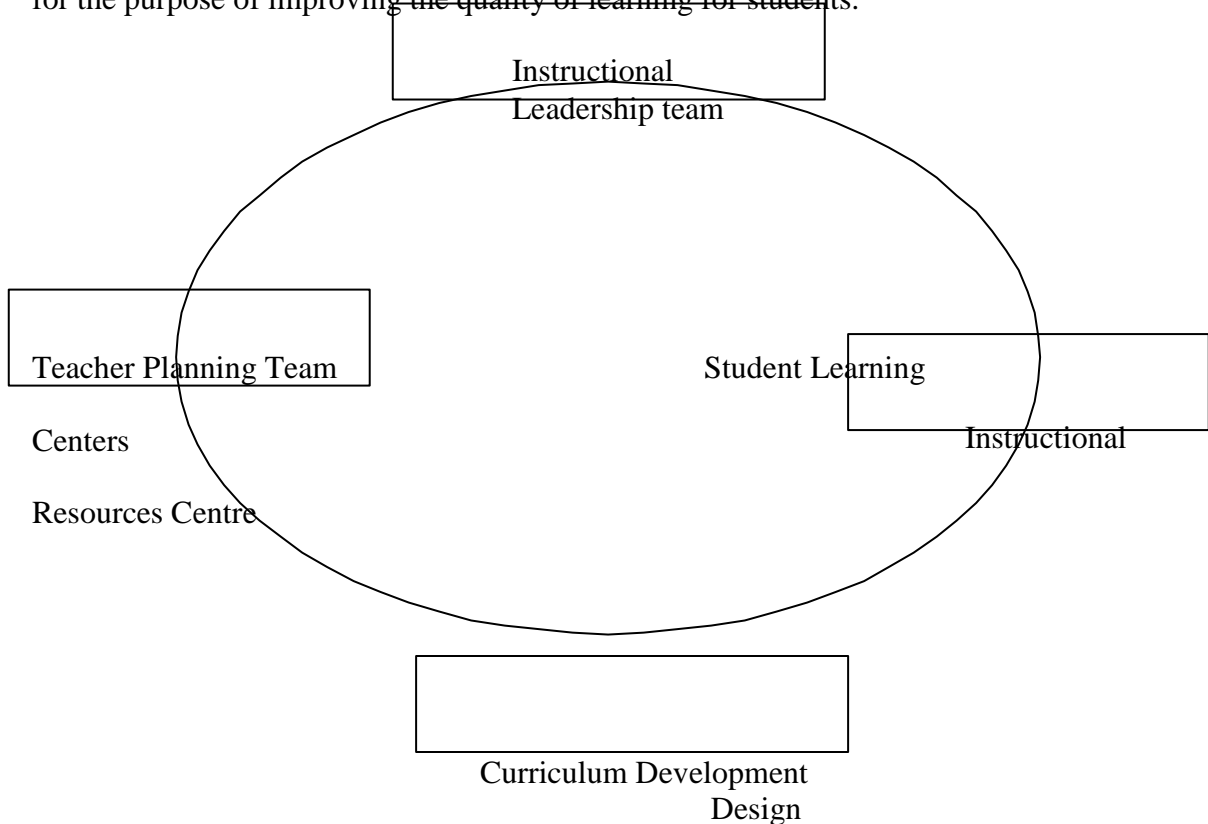 for the purpose of improving the quality of learning for students.
Instructional
Leadership team
Teacher Planning Team Student Learning
Centers Instructional
Resources Centre
Curriculum Development
Design